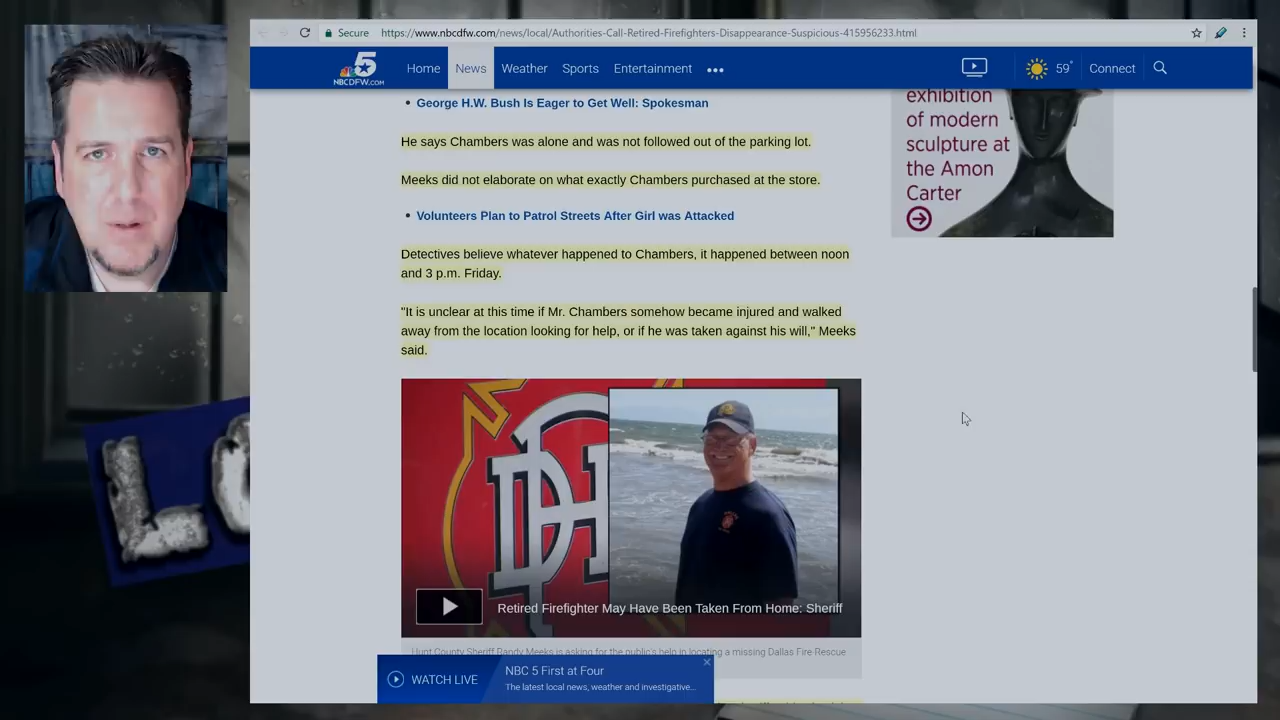 Secure
https://www.nbcdfw.com/news/local/Authorities-Call-Retired-Firefighters-Disappearance-Suspicious-415956233.html
5
NBCDFW.COM
Home
News
Weather
Sports
Entertainment
59°
Connect
• George H.W. Bush Is Eager to Get Well: Spokesman
He says Chambers was alone and was not followed out of the parking lot.
Meeks did not elaborate on what exactly Chambers purchased at the store.
• Volunteers Plan to Patrol Streets After Girl was Attacked
Detectives believe whatever happened to Chambers, it happened between noon
and 3 p.m. Friday.
"It is unclear at this time if Mr. Chambers somehow became injured and walked
away from the location looking for help, or if he was taken against his will," Meeks
said.
exhibition
of modern
sculpture at
the Amon
Carter
Retired Firefighter May Have Been Taken From Home: Sheriff
Hunt County Sheriff Randy Meeks is asking for the public's help in locating a missing Dallas Fire Rescue
WATCH LIVE
NBC 5 First at Four
The latest local news, weather and investigative...
LO